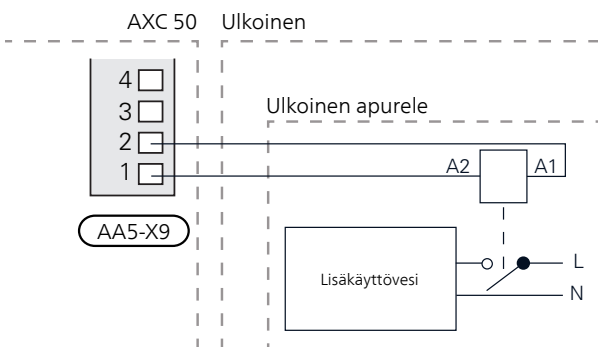 AXC 50 Ulkoinen
Ulkoinen apurele
4
3
2
1
A2 A1
AA5-X9
Lisäkäyttövesi
L
N